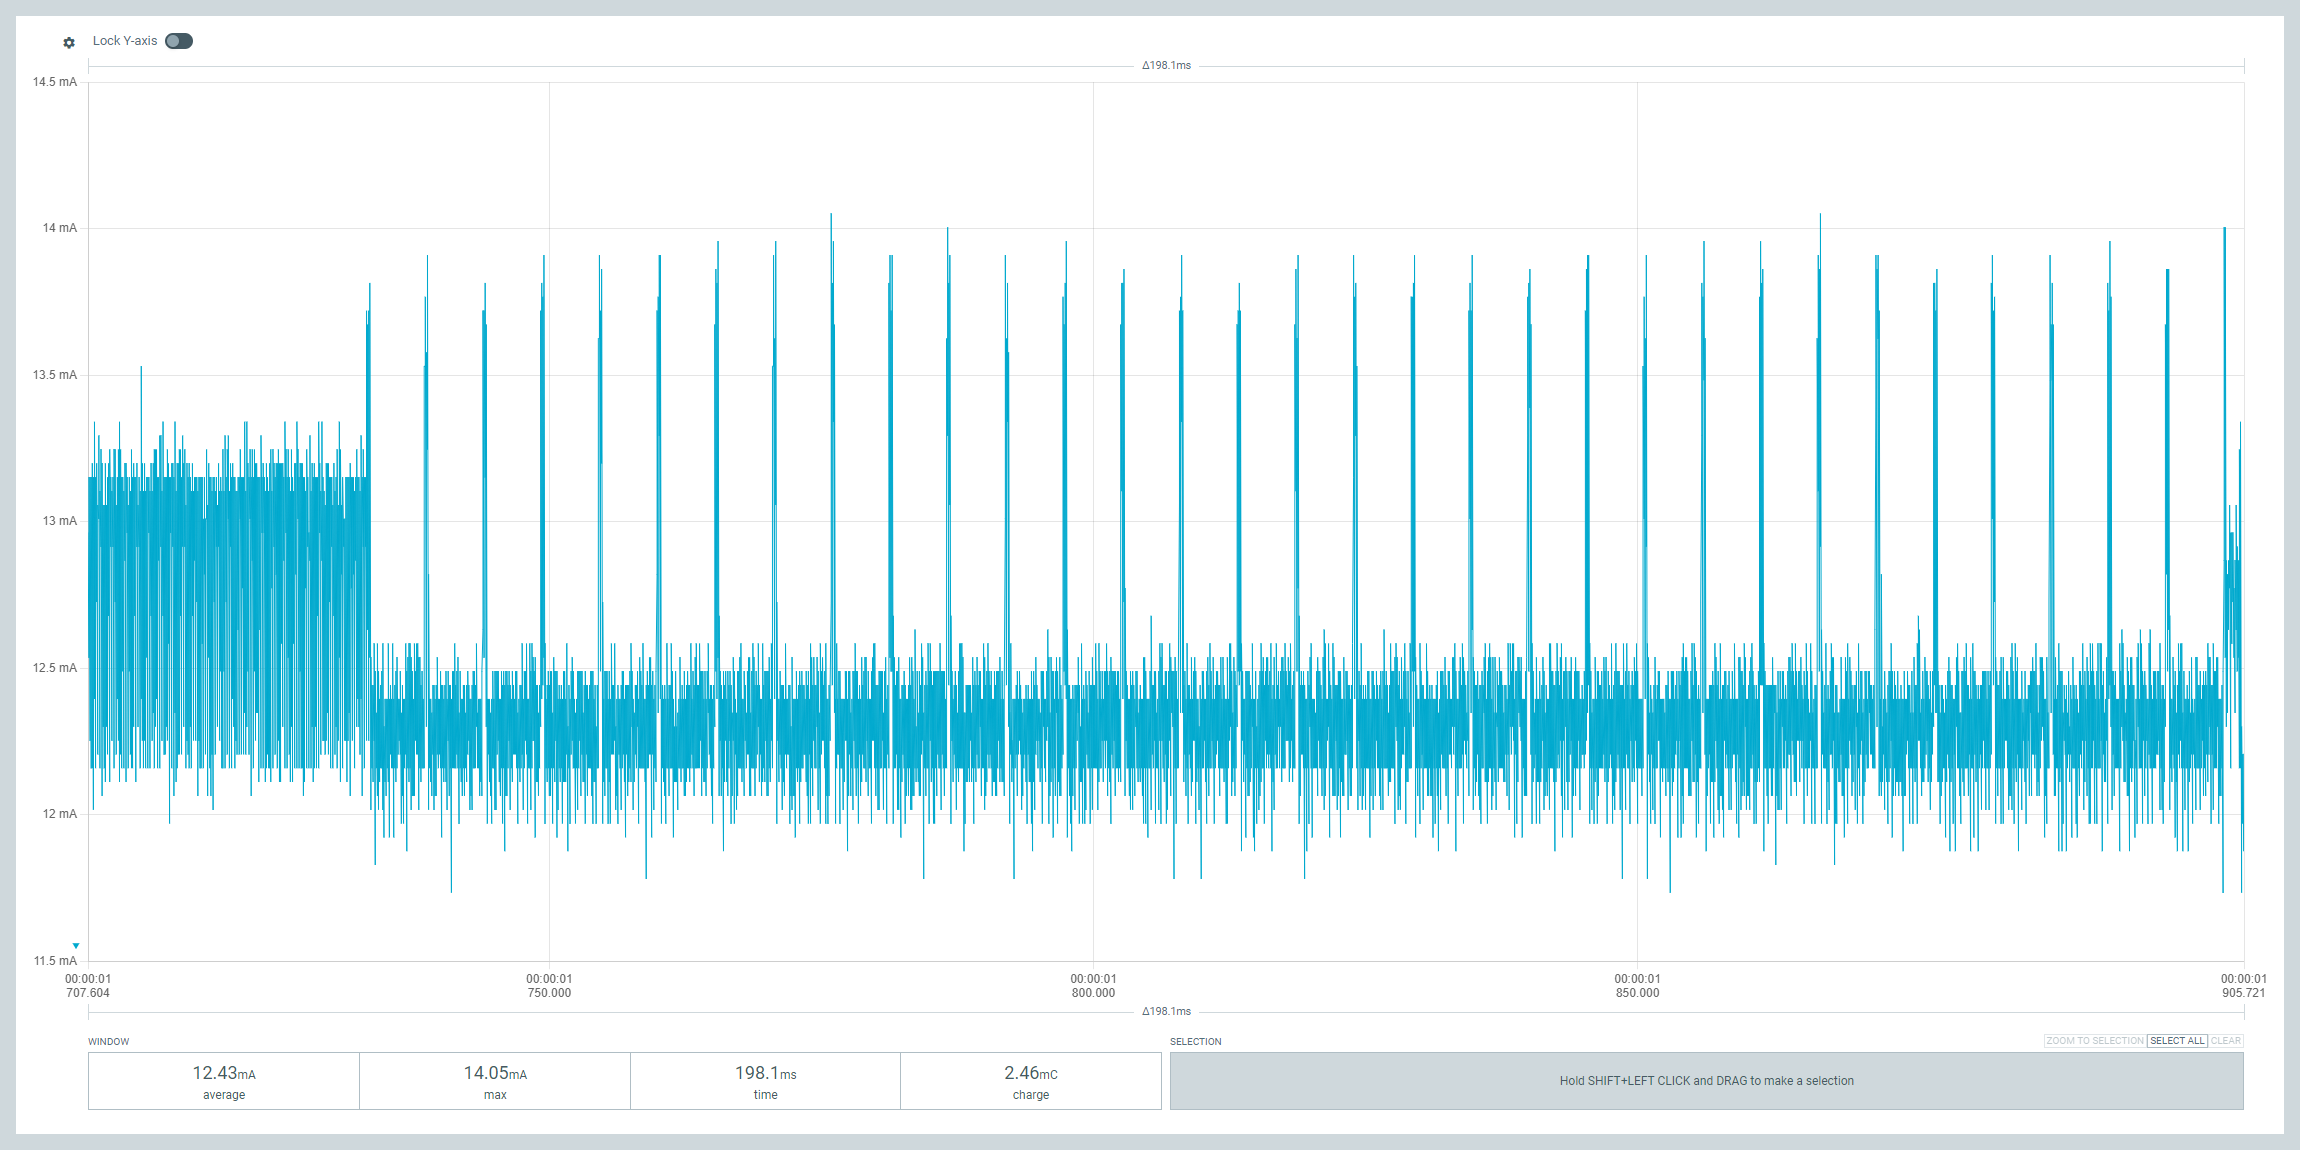 Lock Y-axis
Δ198.1ms
14.5 mA
14 mA
13.5 mA
13 mA
12.5 mA
12 mA
11.5 mA
00:00:01 00:00:01 00:00:01 00:00:01 00:00:01
707.604 750.000 800.000 850.000 905.721
Δ198.1ms
WINDOW SELECTION ZOOM TO SELECTION SELECT ALL CLEAR
12.43mA 14.05mA 198.1ms 2.46mC
average max time charge
Hold SHIFT+LEFT CLICK and DRAG to make a selection